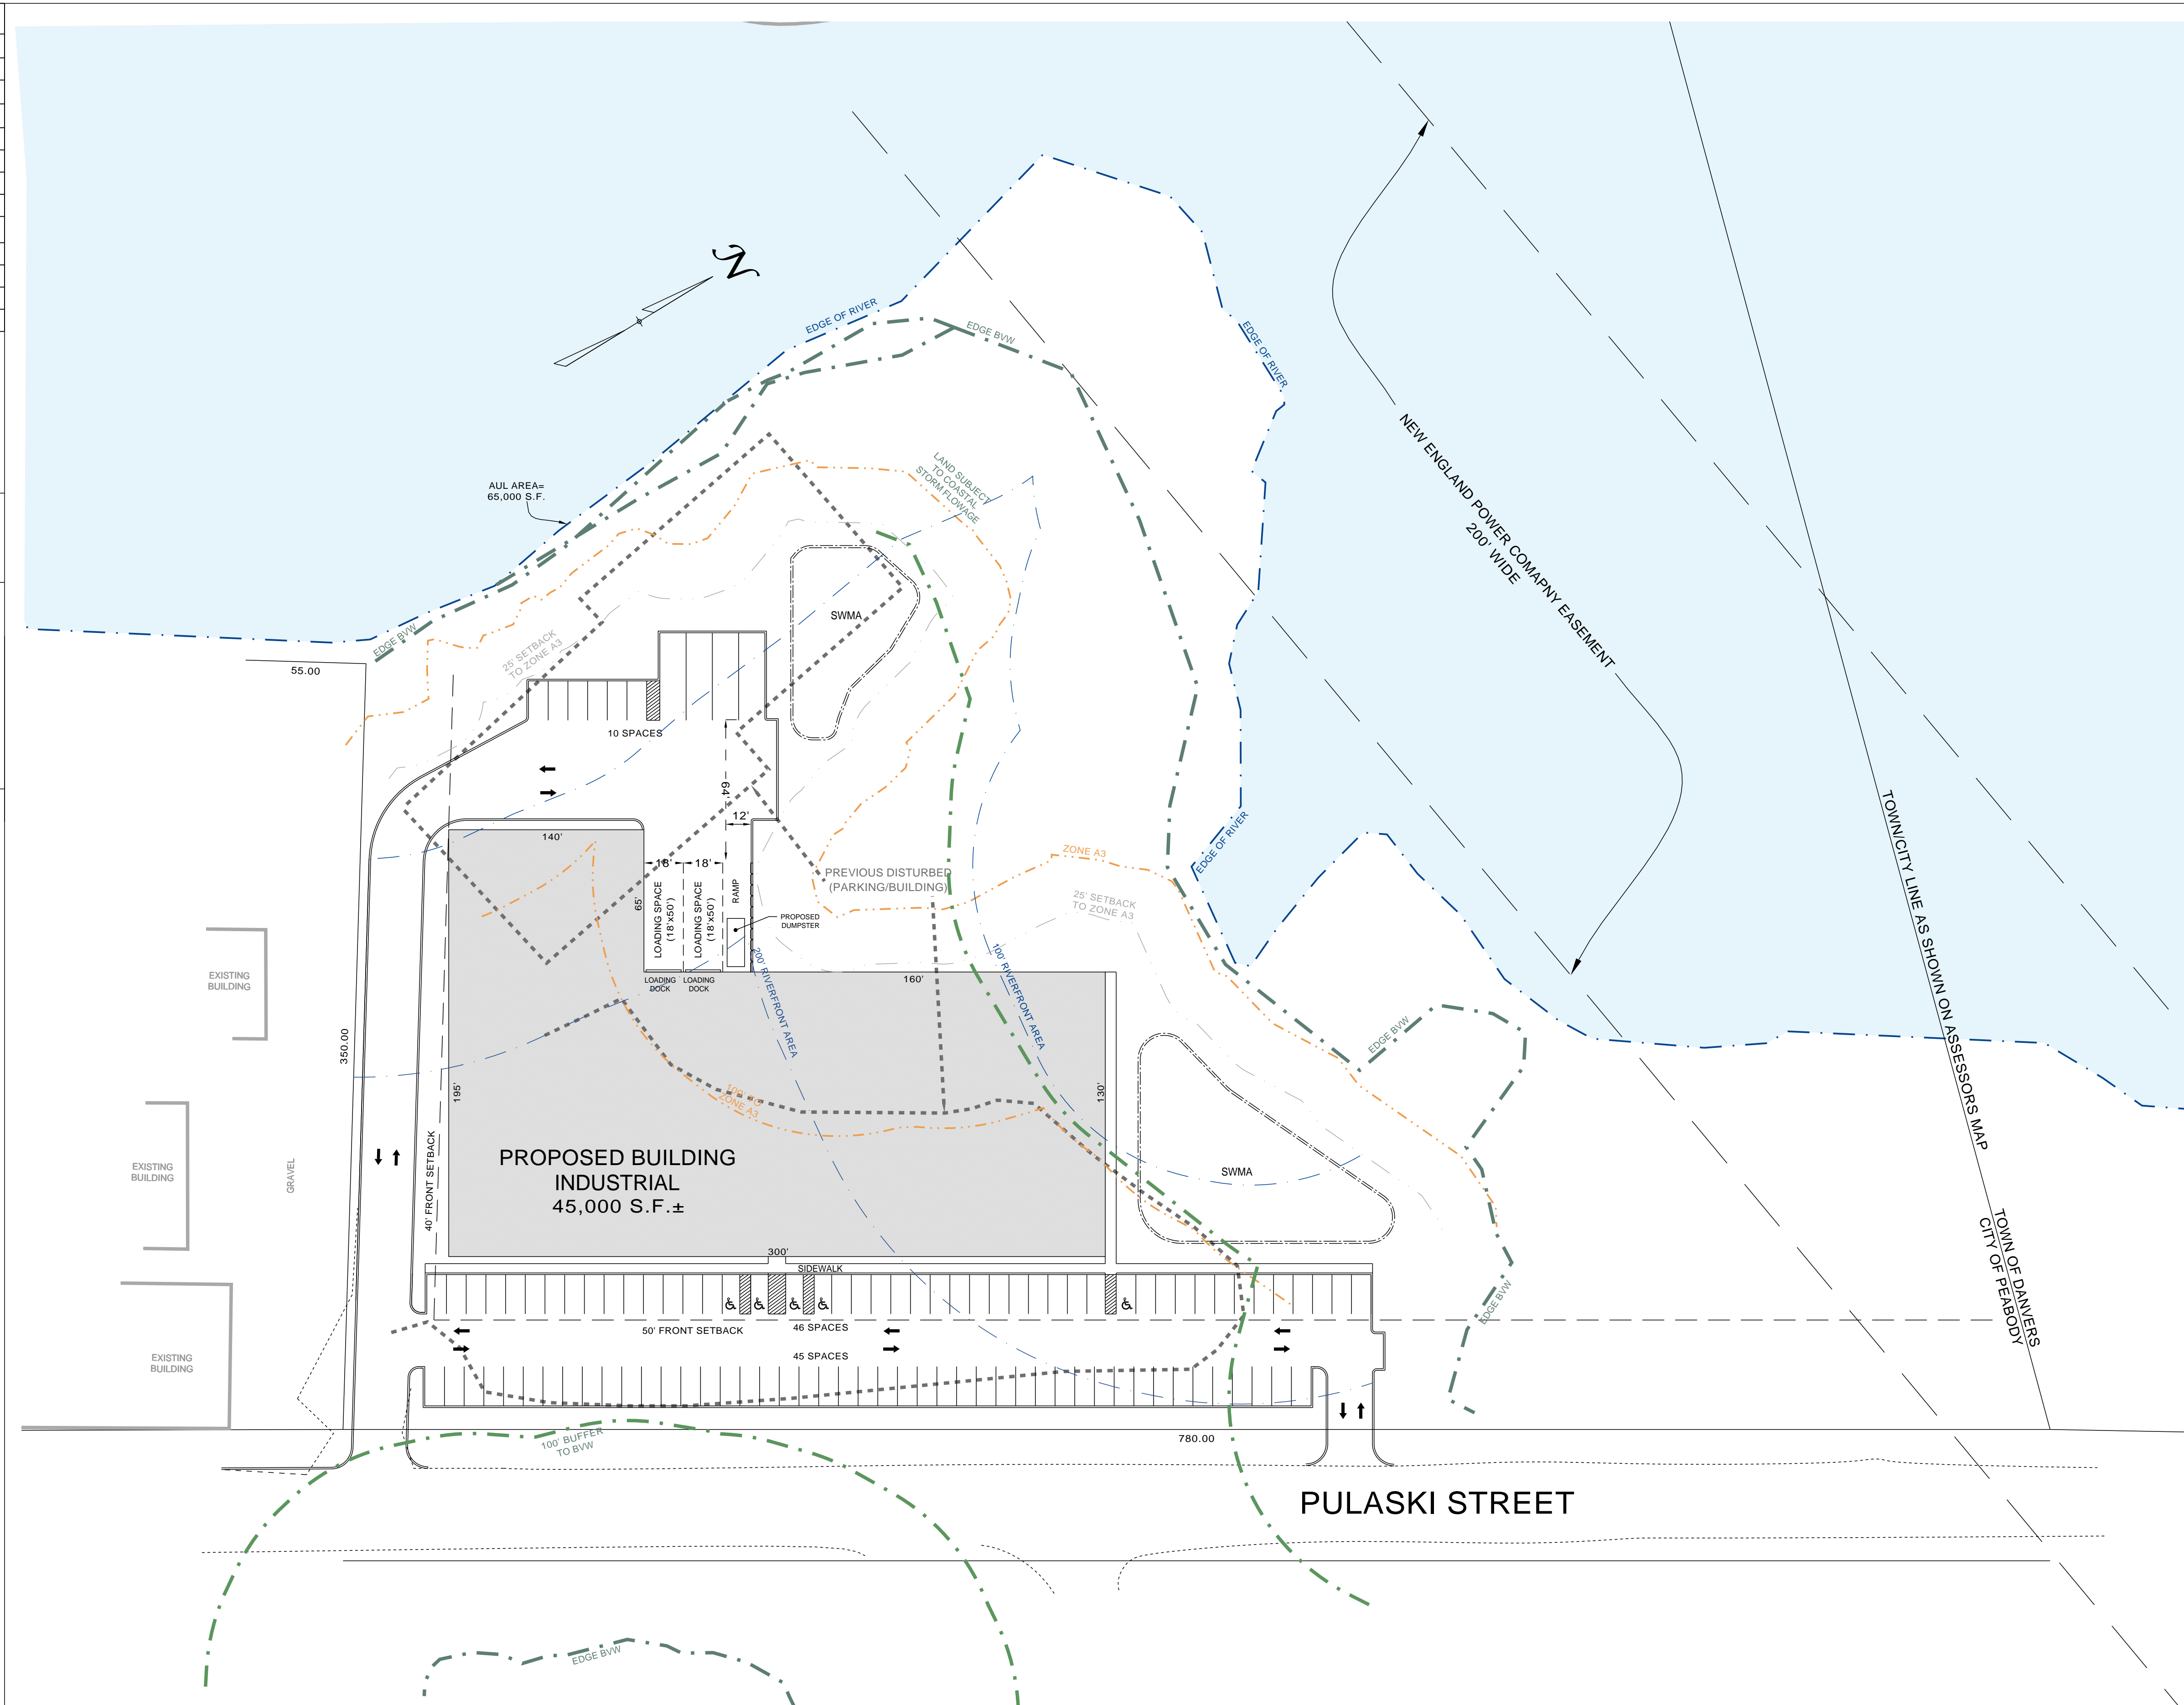 N
EDGE OF RIVER
EDGE BVW
EDGE OF RIVER
LAND SUBJECT
TO COASTAL
STORM FLOWAGE
AUL AREA=
65,000 S.F.
NEW ENGLAND POWER COMAPNY EASEMENT
200' WIDE
SWMA
EDGE BVW
25' SETBACK
TO ZONE A3
55.00
10 SPACES
64'
12'
140'
18'
18'
65'
LOADING SPACE
(18'x50')
LOADING SPACE
(18'x50')
RAMP
PROPOSED
DUMPSTER
PREVIOUS DISTURBED
(PARKING/BUILDING)
ZONE A3
EDGE OF RIVER
25' SETBACK
TO ZONE A3
TOWN/CITY LINE AS SHOWN ON ASSESSORS MAP
LOADING
DOCK
LOADING
DOCK
160'
200' RIVERFRONT AREA
100' RIVERFRONT AREA
EXISTING
BUILDING
350.00
195'
100' TO
ZONE A3
130'
EDGE BVW
EXISTING
BUILDING
GRAVEL
40' FRONT SETBACK
PROPOSED BUILDING
INDUSTRIAL
45,000 S.F.±
SWMA
TOWN OF DANVERS
CITY OF PEABODY
300'
SIDEWALK
EDGE BVW
50' FRONT SETBACK
46 SPACES
45 SPACES
EXISTING
BUILDING
100' BUFFER
TO BVW
780.00
PULASKI STREET
EDGE BVW